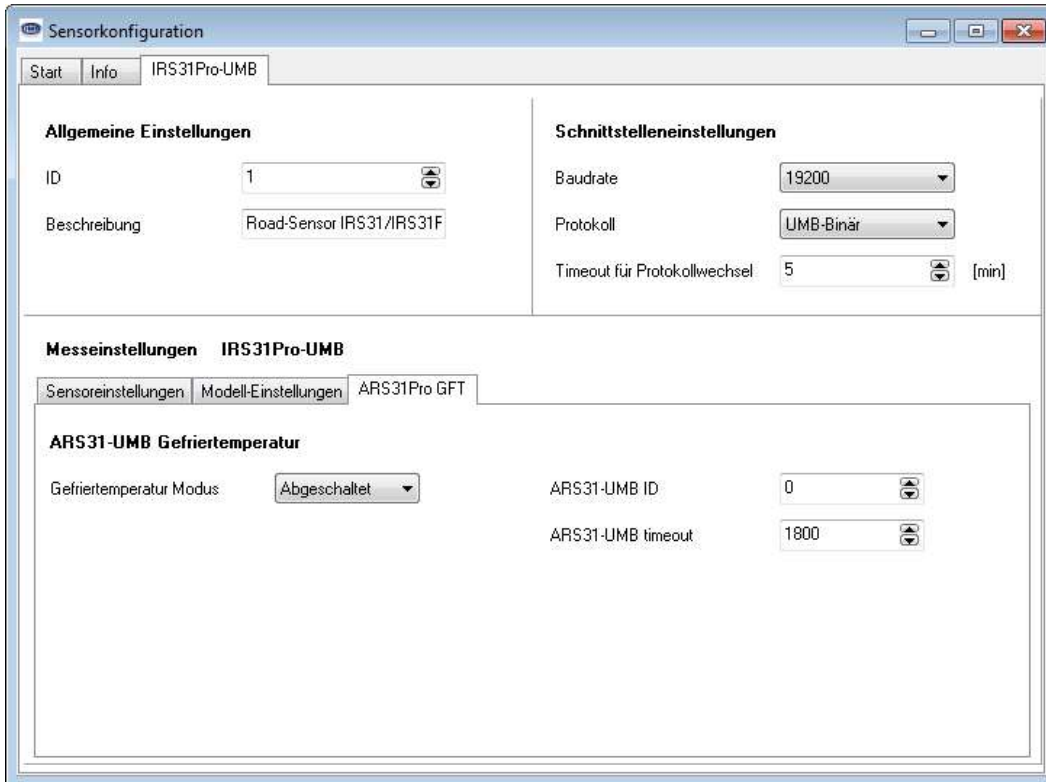 Sensorkonfiguration
Start Info IRS31Pro-UMB
Allgemeine Einstellungen
ID 1
Beschreibung Road-Sensor IRS31/IRS31F
Schnittstelleneinstellungen
Baudrate 19200
Protokoll UMB-Binär
Timeout für Protokollwechsel 5 [min]
Messeinstellungen IRS31Pro-UMB
Sensoreinstellungen Modell-Einstellungen ARS31Pro GFT
ARS31-UMB Gefriertemperatur
Gefriertemperatur Modus Abgeschaltet
ARS31-UMB ID 0
ARS31-UMB timeout 1800